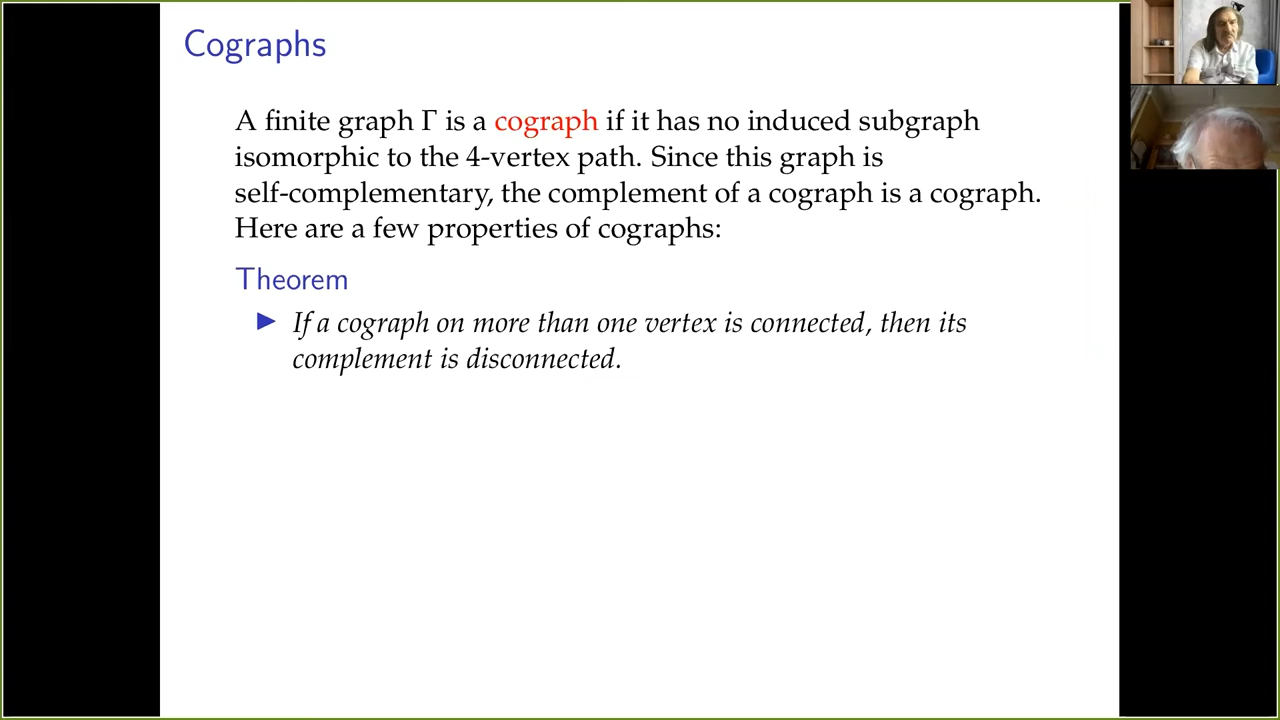 Cographs
A finite graph Γ is a cograph if it has no induced subgraph
isomorphic to the 4-vertex path. Since this graph is
self-complementary, the complement of a cograph is a cograph.
Here are a few properties of cographs:
Theorem
▶ If a cograph on more than one vertex is connected, then its
complement is disconnected.